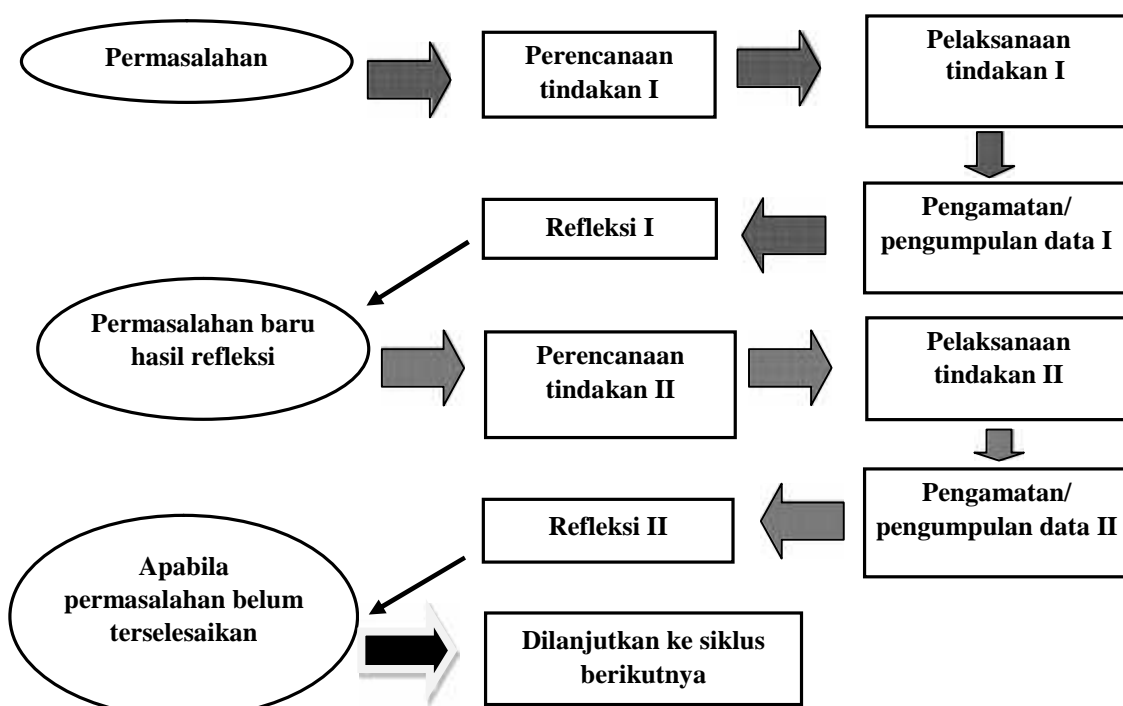 Permasalahan
Perencanaan
tindakan I
Pelaksanaan
tindakan I
Pengamatan/
pengumpulan data I
Refleksi I
Permasalahan baru
hasil refleksi
Perencanaan
tindakan II
Pelaksanaan
tindakan II
Pengamatan/
pengumpulan data II
Refleksi II
Apabila
permasalahan belum
terselesaikan
Dilanjutkan ke siklus
berikutnya